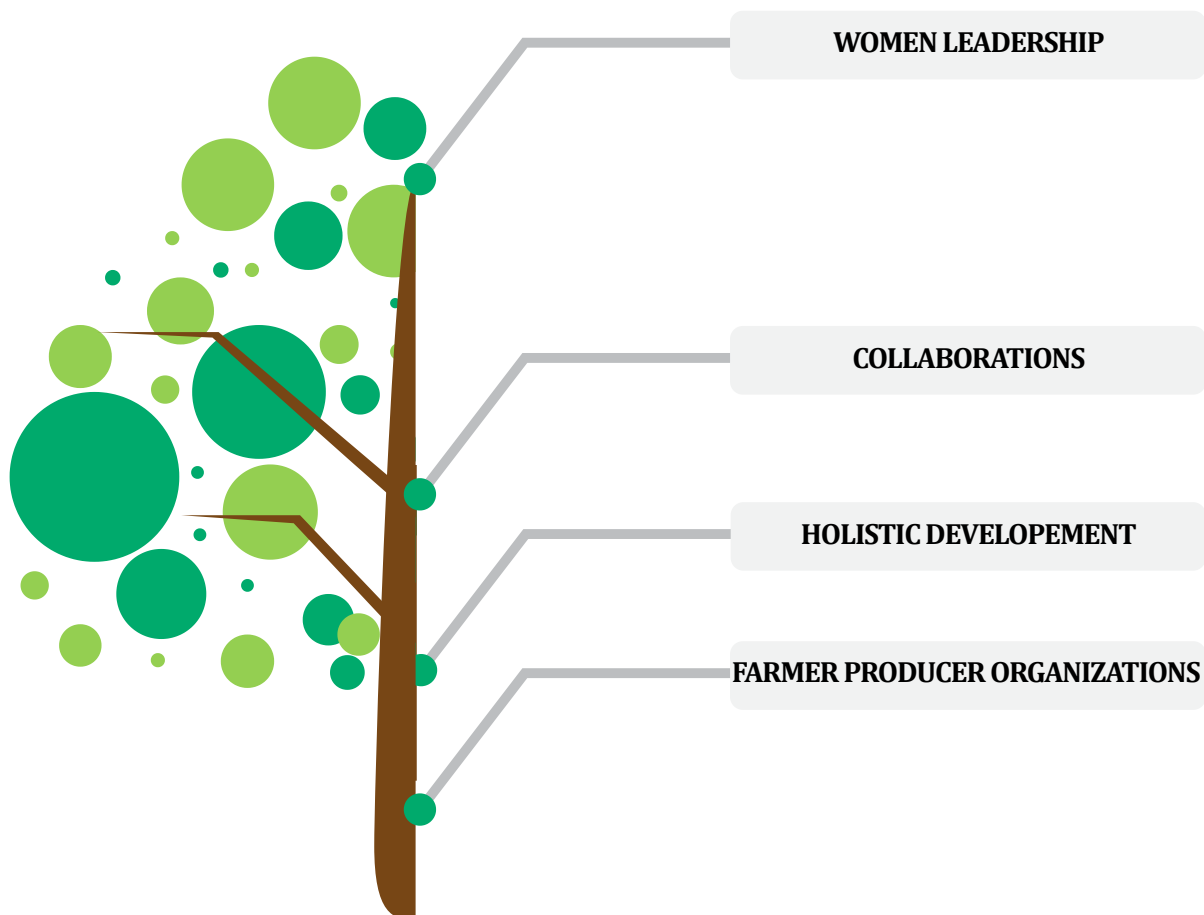 WOMEN LEADERSHIP
COLLABORATIONS
HOLISTIC DEVELOPEMENT
FARMER PRODUCER ORGANIZATIONS